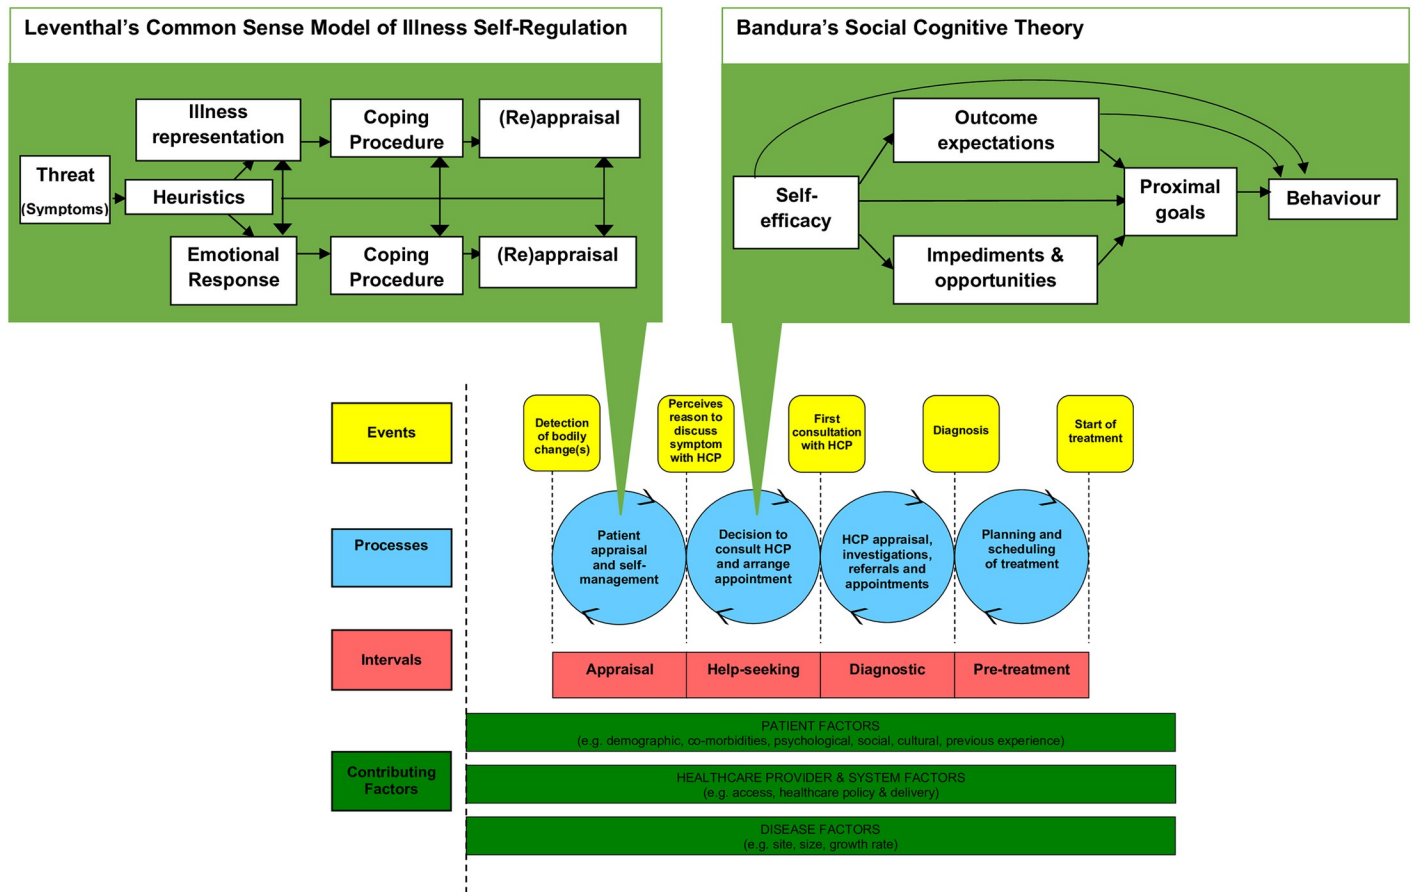 Leventhal's Common Sense Model of Illness Self-Regulation
Illness
representation
Coping
Procedure
(Re)appraisal
Threat
(Symptoms)
Heuristics
Emotional
Response
Coping
Procedure
(Re)appraisal
Bandura's Social Cognitive Theory
Outcome
expectations
Self-
efficacy
Proximal
goals
Behaviour
Impediments &
opportunities
Events
Detection
of bodily
change(s)
Perceives
reason to
discuss
symptom
with HCP
First
consultation
with HCP
Diagnosis
Start of
treatment
Processes
Patient
appraisal
and self-
management
Decision to
consult HCP
and arrange
appointment
HCP appraisal,
investigations,
referrals and
appointments
Planning and
scheduling
of treatment
Intervals
Appraisal
Help-seeking
Diagnostic
Pre-treatment
Contributing
Factors
PATIENT FACTORS
(e.g. demographic, co-morbidities, psychological, social, cultural, previous experience)
HEALTHCARE PROVIDER & SYSTEM FACTORS
(e.g. access, healthcare policy & delivery)
DISEASE FACTORS
(e.g. site, size, growth rate)